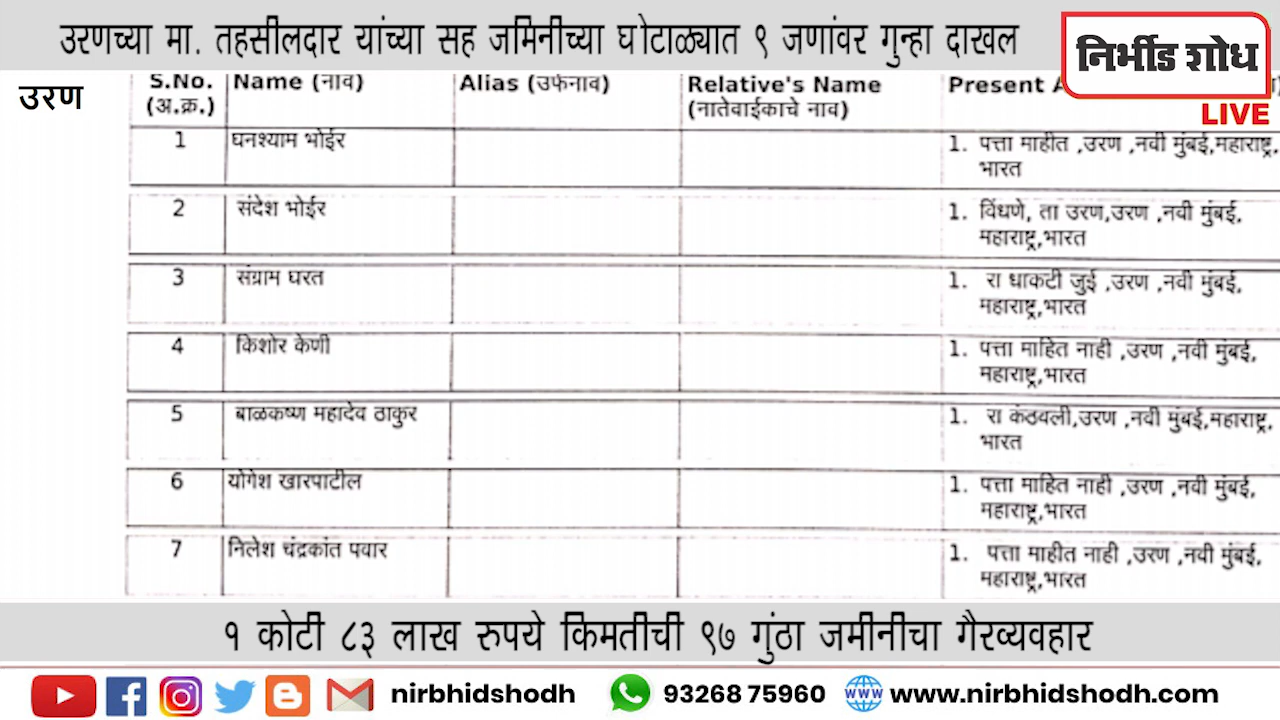 उरणच्या मा. तहसीलदार यांच्या सह जमिनीच्या घोटाळ्यात ९ जणांवर गुन्हा दाखल
निर्भीड शोध
LIVE
उरण
S.No. Name (नाव) Alias (उर्फनाव) Relative's Name Present
(अ.क्र.) (नातेवाईकाचे नाव)
1 घनश्याम भोईर 1. पत्ता माहीत ,उरण ,नवी मुंबई,महाराष्ट्र,
भारत
2 संदेश भोईर 1. विंधणे, ता उरण,उरण ,नवी मुंबई,
महाराष्ट्र,भारत
3 संग्राम घरत 1. रा धाकटी जुई ,उरण ,नवी मुंबई,
महाराष्ट्र,भारत
4 किशोर केणी 1. पत्ता माहित नाही ,उरण ,नवी मुंबई,
महाराष्ट्र,भारत
5 बाळकष्ण महादेव ठाकुर 1. रा कंठवली,उरण ,नवी मुंबई,महाराष्ट्र,
भारत
6 योगेश खारपाटील 1. पत्ता माहित नाही ,उरण ,नवी मुंबई,
महाराष्ट्र,भारत
7 निलेश चंद्रकांत पवार 1. पत्ता माहीत नाही ,उरण ,नवी मुंबई,
महाराष्ट्र,भारत
१ कोटी ८३ लाख रुपये किमतीची ९७ गुंठा जमीनीचा गैरव्यवहार
nirbhidshodh 9326875960 www.nirbhidshodh.com